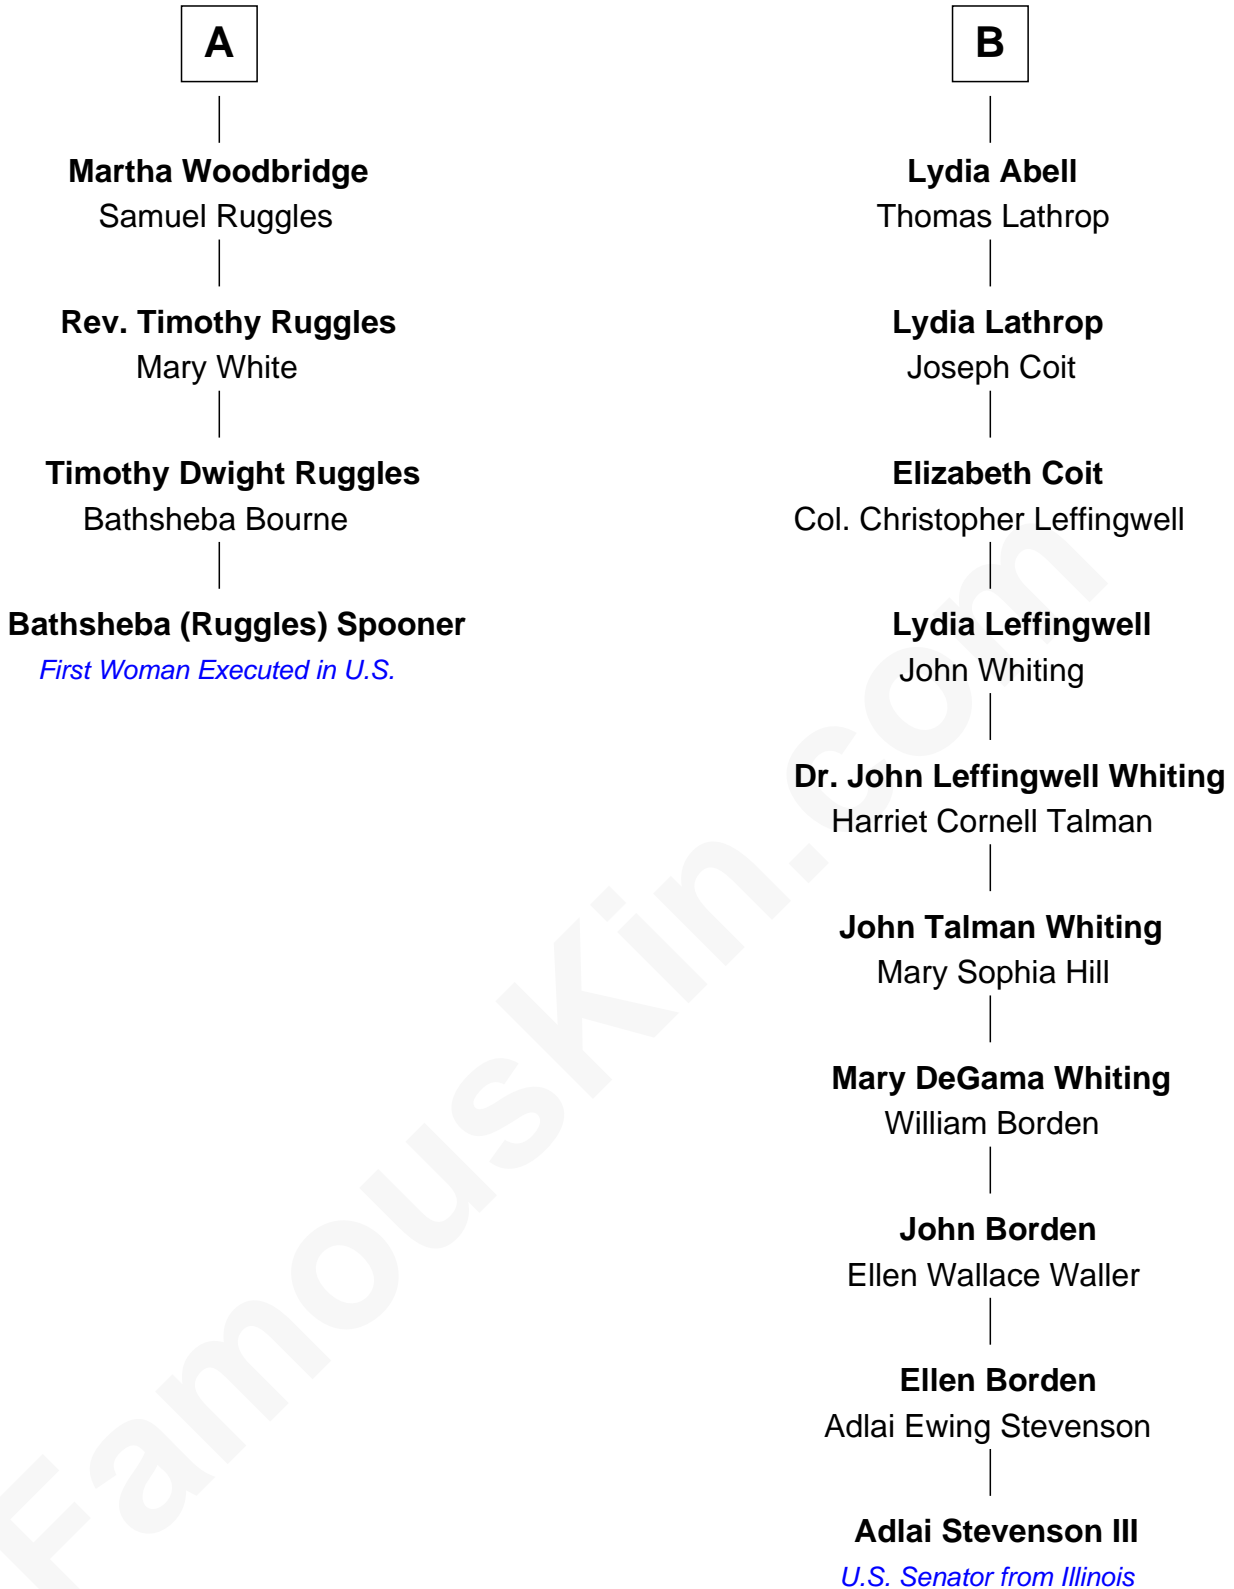 A
Martha Woodbridge
Samuel Ruggles
Rev. Timothy Ruggles
Mary White
Timothy Dwight Ruggles
Bathsheba Bourne
Bathsheba (Ruggles) Spooner
First Woman Executed in U.S.
B
Lydia Abell
Thomas Lathrop
Lydia Lathrop
Joseph Coit
Elizabeth Coit
Col. Christopher Leffingwell
Lydia Leffingwell
John Whiting
Dr. John Leffingwell Whiting
Harriet Cornell Talman
John Talman Whiting
Mary Sophia Hill
Mary DeGama Whiting
William Borden
John Borden
Ellen Wallace Waller
Ellen Borden
Adlai Ewing Stevenson
Adlai Stevenson III
U.S. Senator from Illinois
FamousKin.com